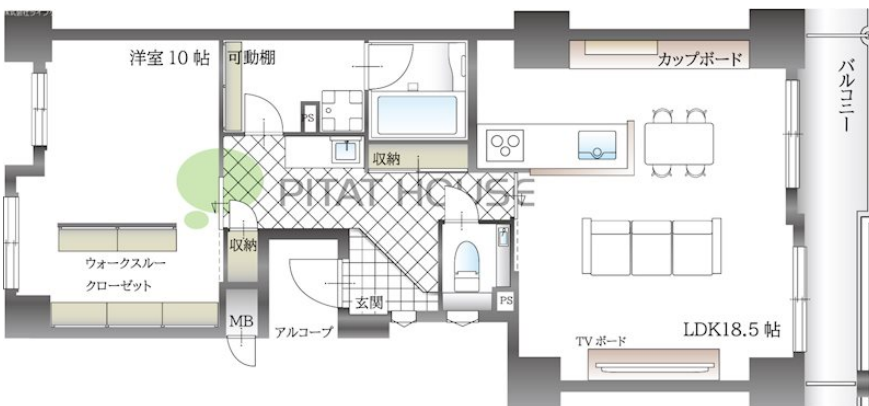 洋室 10 帖
可動棚
カップボード
バルコニー
PS
収納
PITAT HOUSE
収納
ウォークスルー
クローゼット
玄関
PS
MB
アルコーブ
LDK18.5 帖
TV ボード